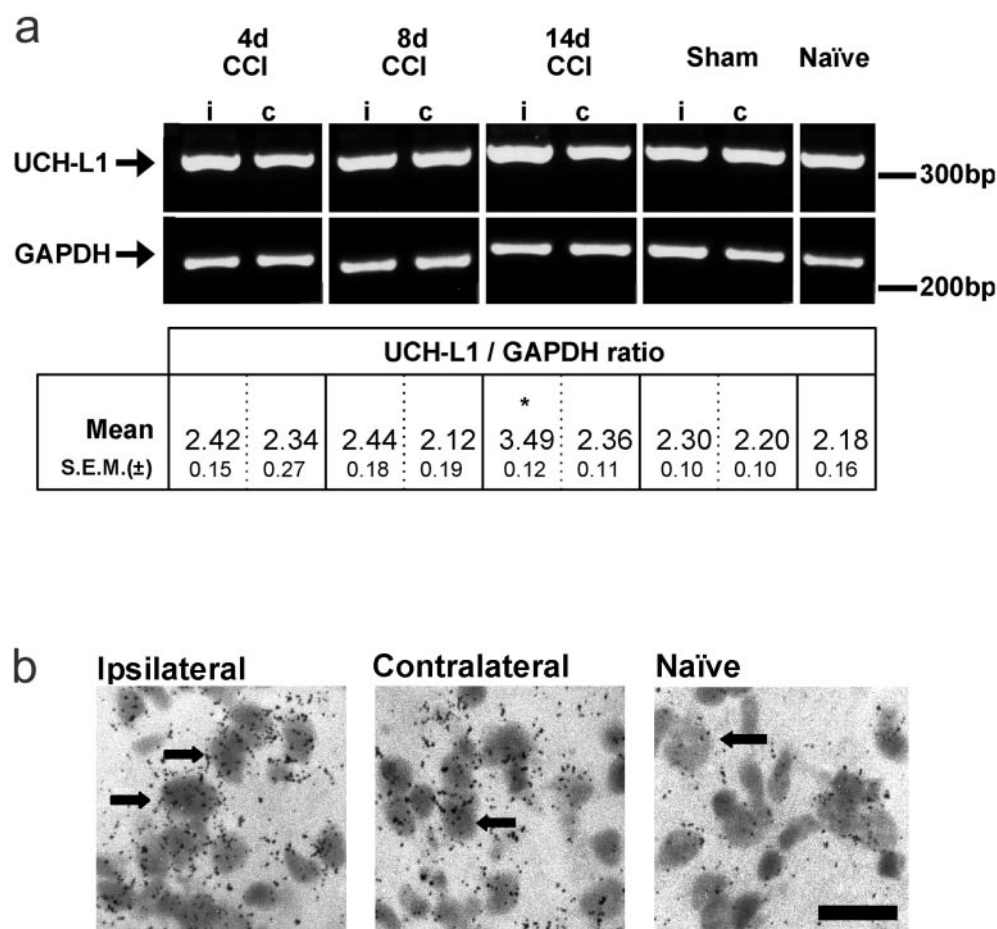 a
4d CCI 8d CCI 14d CCI Sham Naïve
i c i c i c i c
UCH-L1
300bp
GAPDH
200bp
UCH-L1 / GAPDH ratio
*
Mean 2.42 2.34 2.44 2.12 3.49 2.36 2.30 2.20 2.18
S.E.M.(±) 0.15 0.27 0.18 0.19 0.12 0.11 0.10 0.10 0.16
b
Ipsilateral Contralateral Naïve